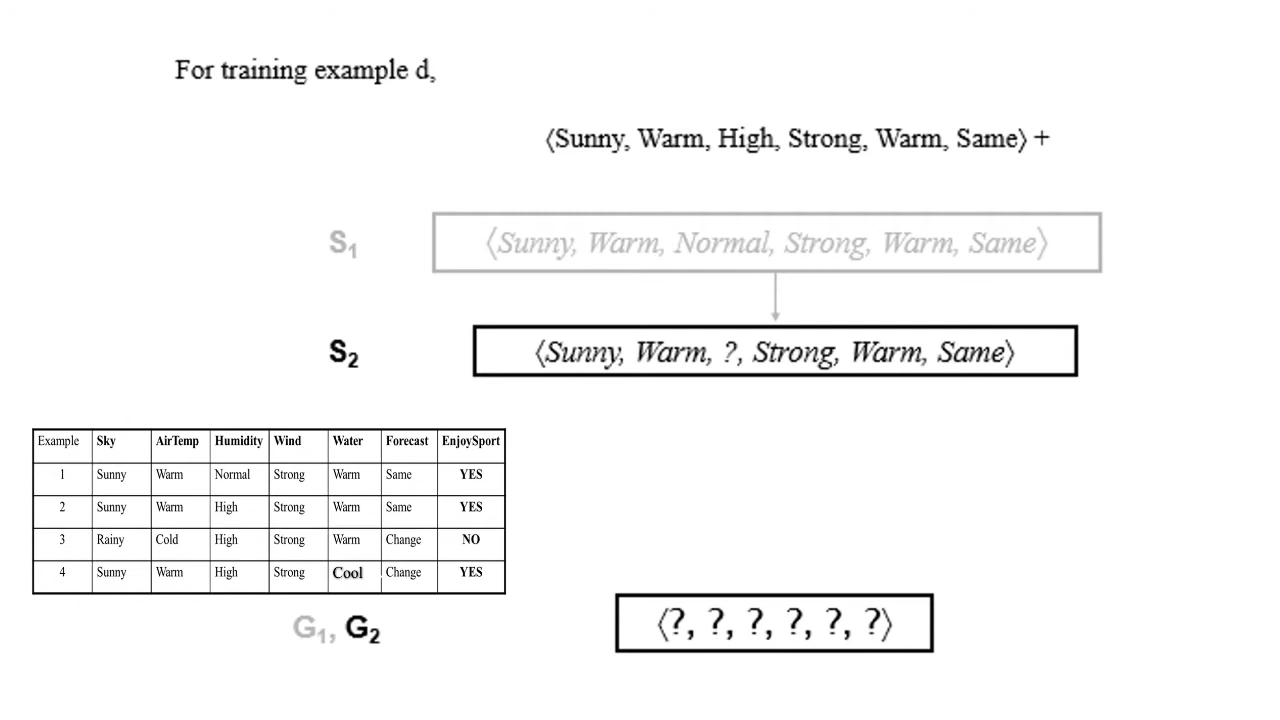 For training example d,
⟨Sunny, Warm, High, Strong, Warm, Same⟩ +
S1 ⟨Sunny, Warm, Normal, Strong, Warm, Same⟩
S2 ⟨Sunny, Warm, ?, Strong, Warm, Same⟩
Example Sky AirTemp Humidity Wind Water Forecast EnjoySport
1 Sunny Warm Normal Strong Warm Same YES
2 Sunny Warm High Strong Warm Same YES
3 Rainy Cold High Strong Warm Change NO
4 Sunny Warm High Strong Cool Change YES
G1, G2 ⟨?, ?, ?, ?, ?, ?⟩